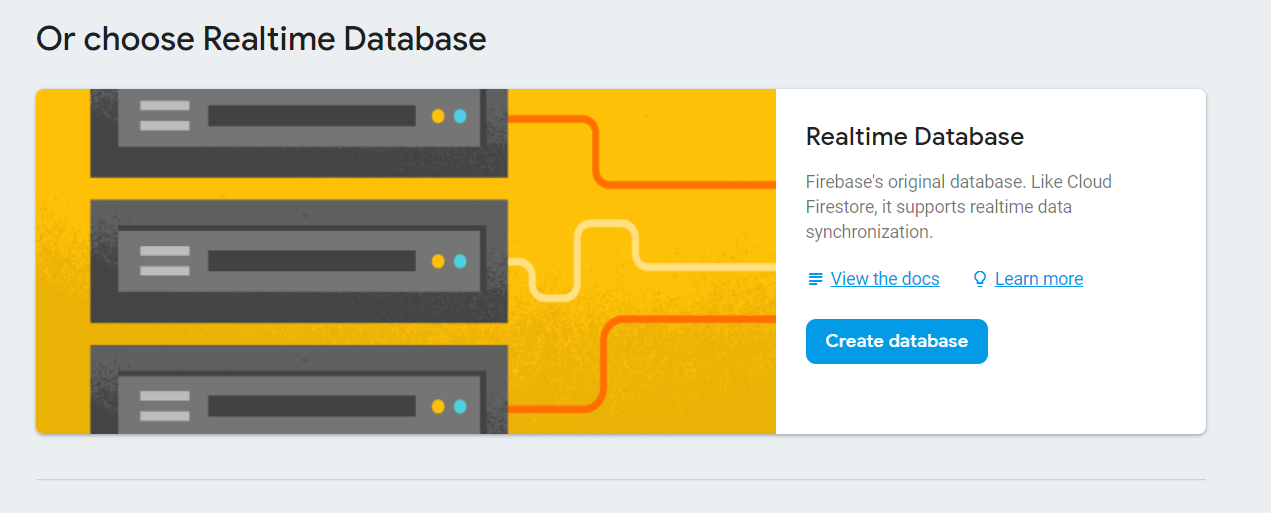 Or choose Realtime Database
Realtime Database
Firebase's original database. Like Cloud
Firestore, it supports realtime data
synchronization.
View the docs Learn more
Create database